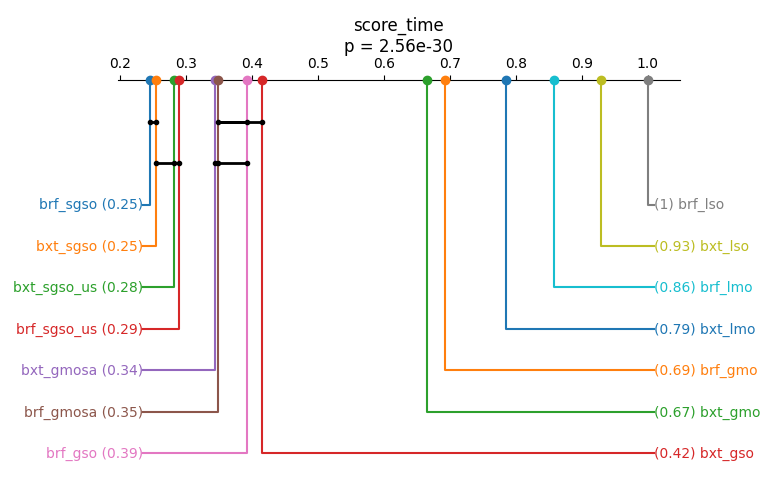 score_time
p = 2.56e-30
0.2 0.3 0.4 0.5 0.6 0.7 0.8 0.9 1.0
brf_sgso (0.25) (1) brf_lso
bxt_sgso (0.25) (0.93) bxt_lso
bxt_sgso_us (0.28) (0.86) brf_lmo
brf_sgso_us (0.29) (0.79) bxt_lmo
bxt_gmosa (0.34) (0.69) brf_gmo
brf_gmosa (0.35) (0.67) bxt_gmo
brf_gso (0.39) (0.42) bxt_gso